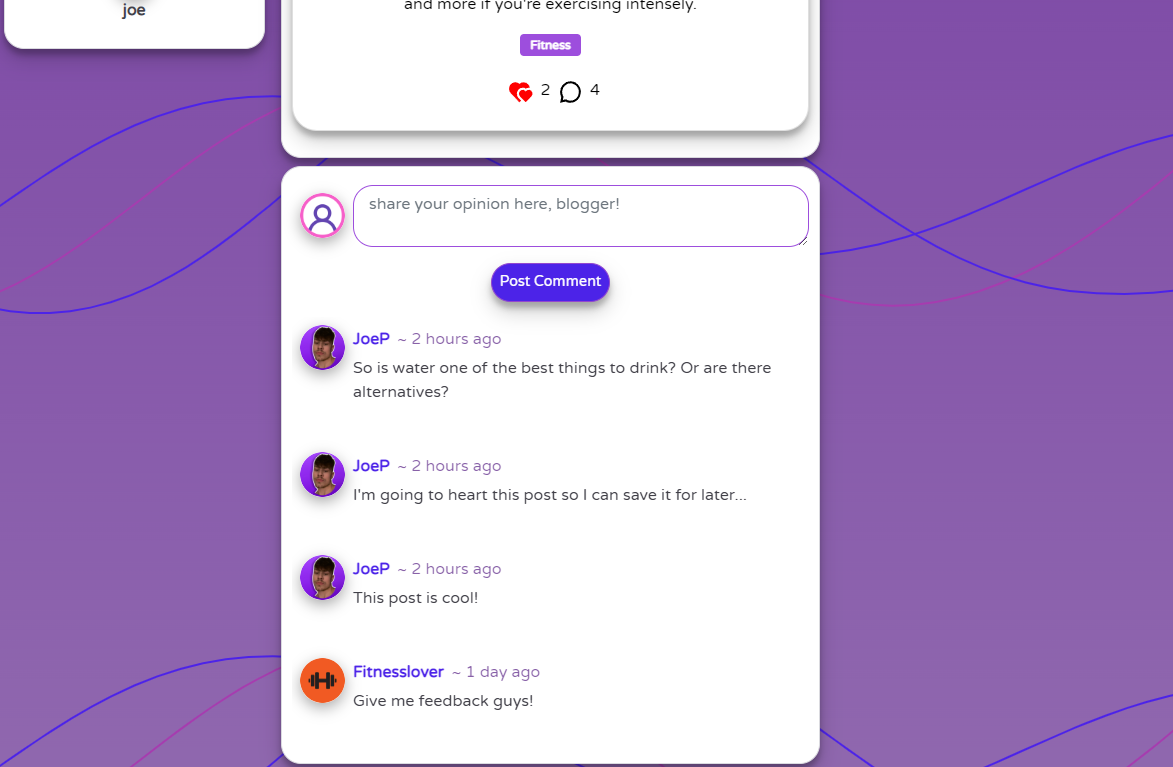 joe
and more if you're exercising intensely.
Fitness
2 4
share your opinion here, blogger!
Post Comment
JoeP ~ 2 hours ago
So is water one of the best things to drink? Or are there
alternatives?
JoeP ~ 2 hours ago
I'm going to heart this post so I can save it for later...
JoeP ~ 2 hours ago
This post is cool!
Fitnesslover ~ 1 day ago
Give me feedback guys!